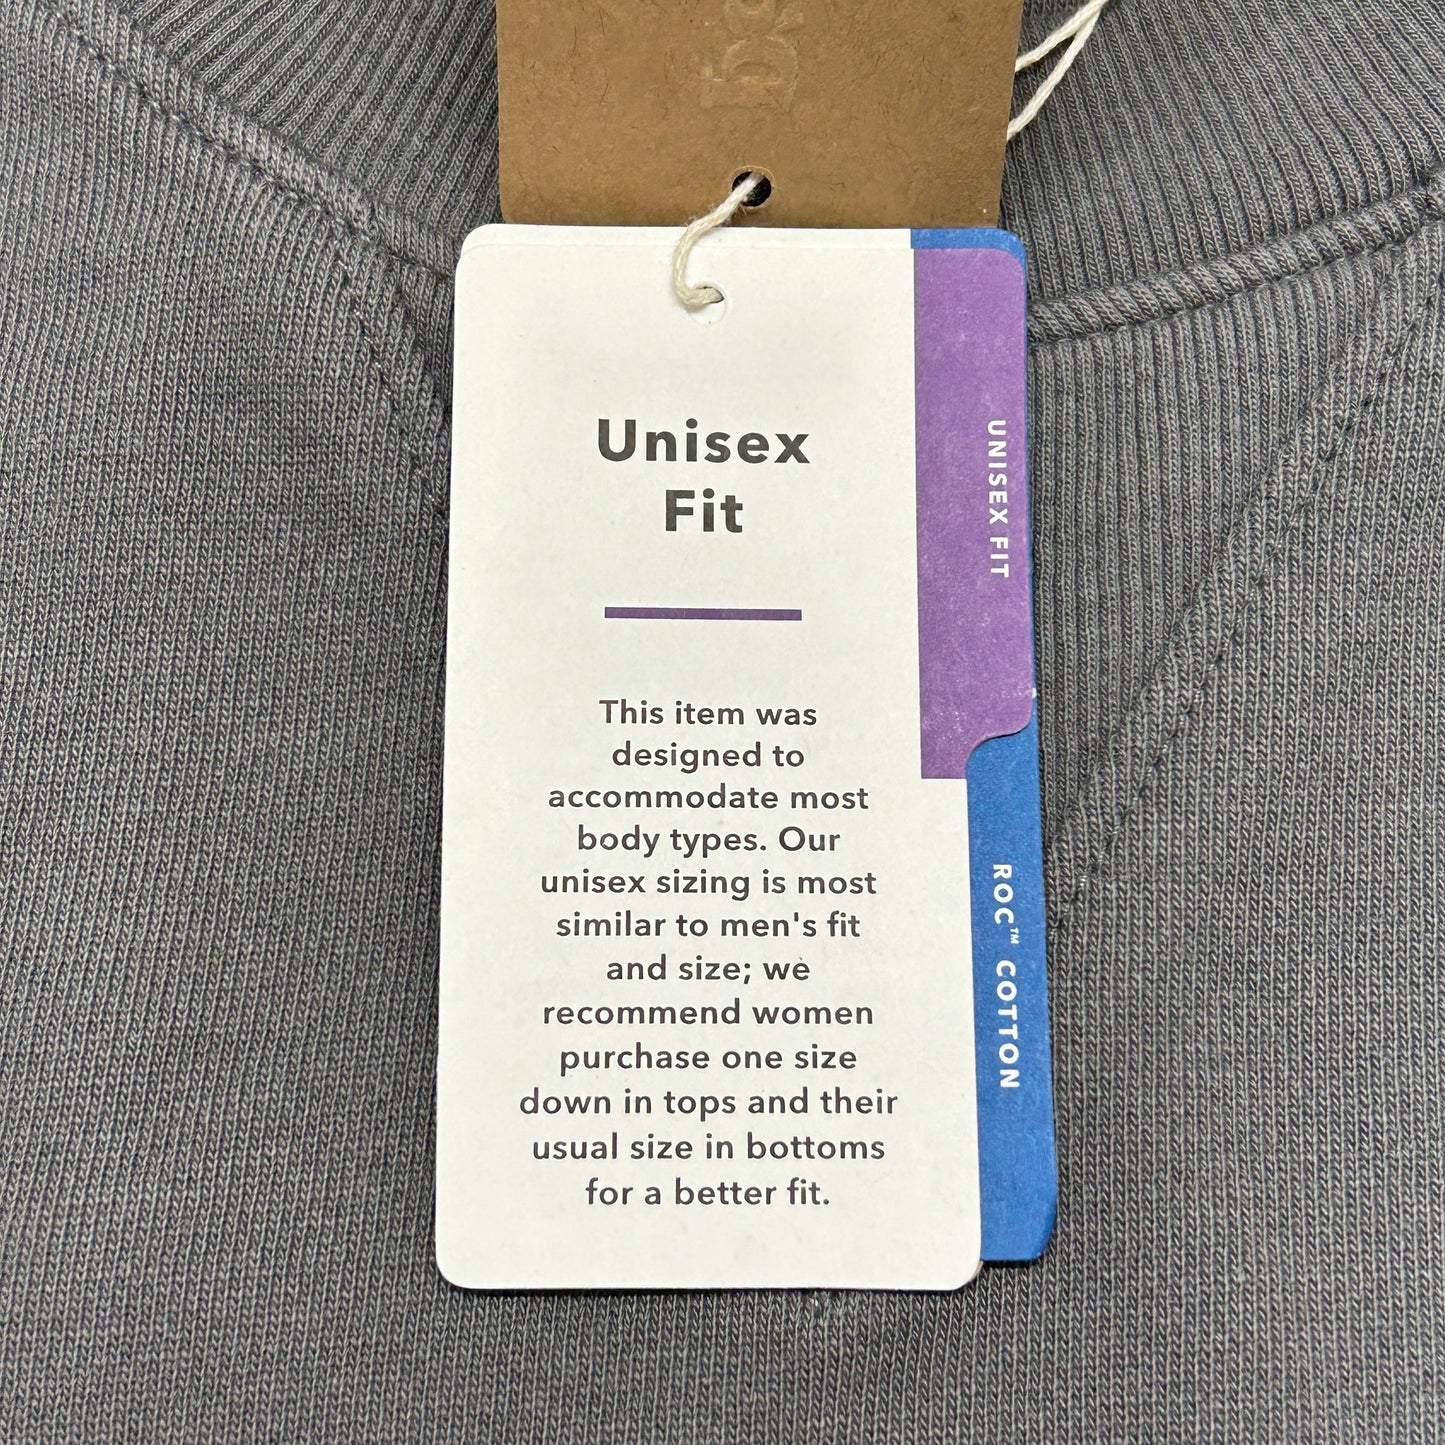 Unisex
Fit
This item was
designed to
accommodate most
body types. Our
unisex sizing is most
similar to men's fit
and size; we
recommend women
purchase one size
down in tops and their
usual size in bottoms
for a better fit.
UNISEX FIT
ROC™ COTTON